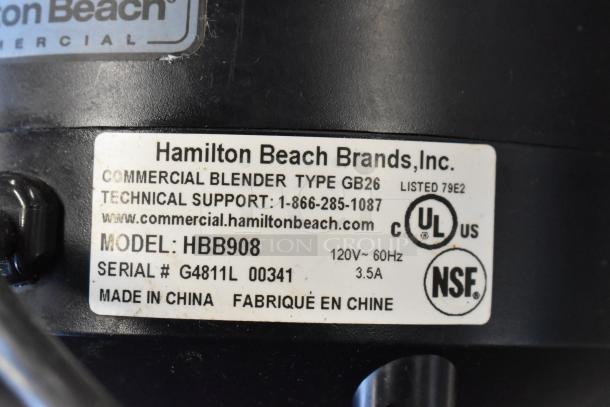 ton Beach®
MERCIAL
Hamilton Beach Brands,Inc.
COMMERCIAL BLENDER TYPE GB26 LISTED 79E2
TECHNICAL SUPPORT: 1-866-285-1087
www.commercial.hamiltonbeach.com
C UL US
MODEL: HBB908
120V~ 60Hz
SERIAL # G4811L 00341 3.5A
NSF.
MADE IN CHINA FABRIQUÉ EN CHINE